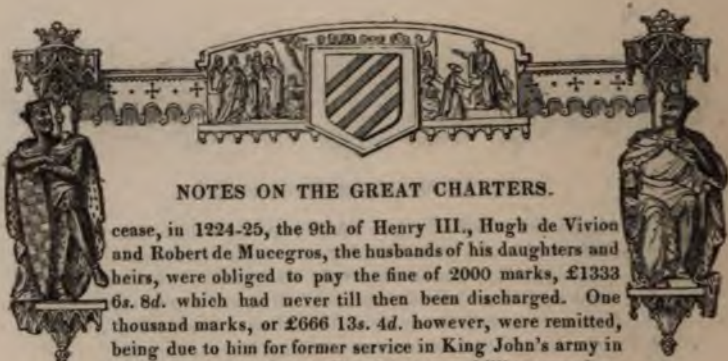 NOTES ON THE GREAT CHARTERS.
cease, in 1224-25, the 9th of Henry III., Hugh de Vivion
and Robert de Mucegros, the husbands of his daughters and
heirs, were obliged to pay the fine of 2000 marks, £1333
6s. 8d. which had never till then been discharged. One
thousand marks, or £666 13s. 4d. however, were remitted,
being due to him for former service in King John's army in